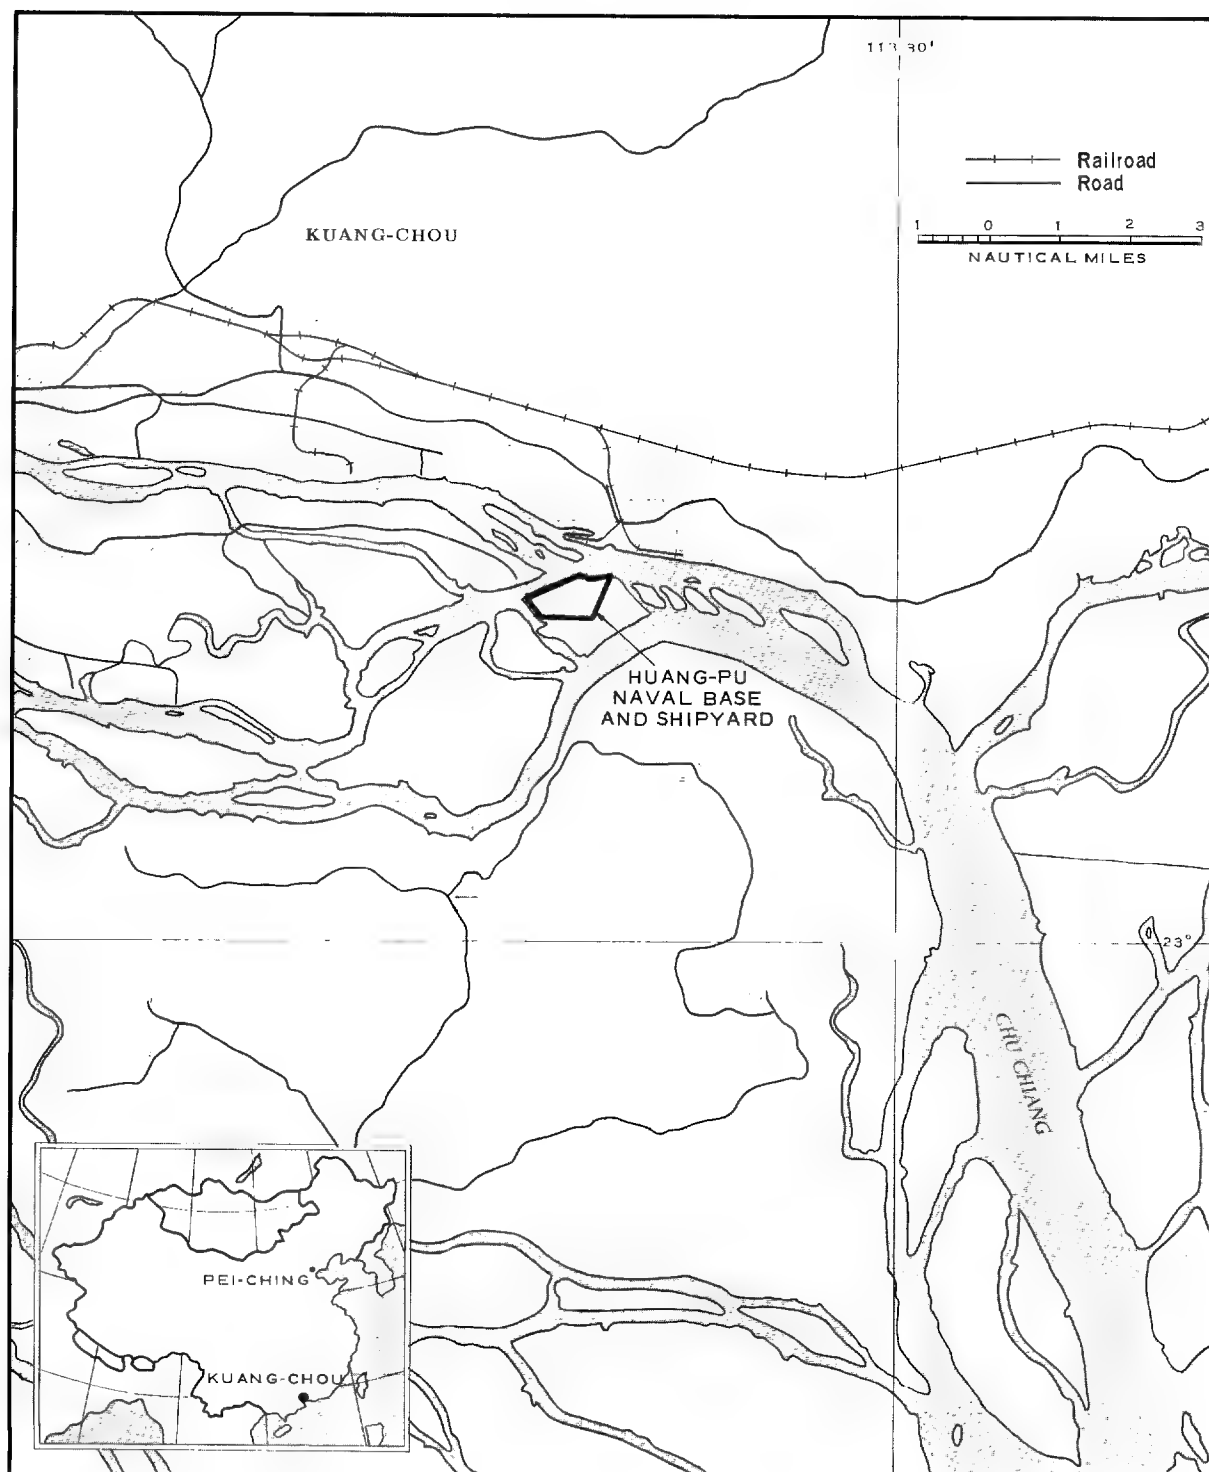 113°30'
Railroad
Road
KUANG-CHOU
1 0 1 2 3
NAUTICAL MILES
HUANG-PU
NAVAL BASE
AND SHIPYARD
23°
CHU CHIANG
PEI-CHING
KUANG-CHOU